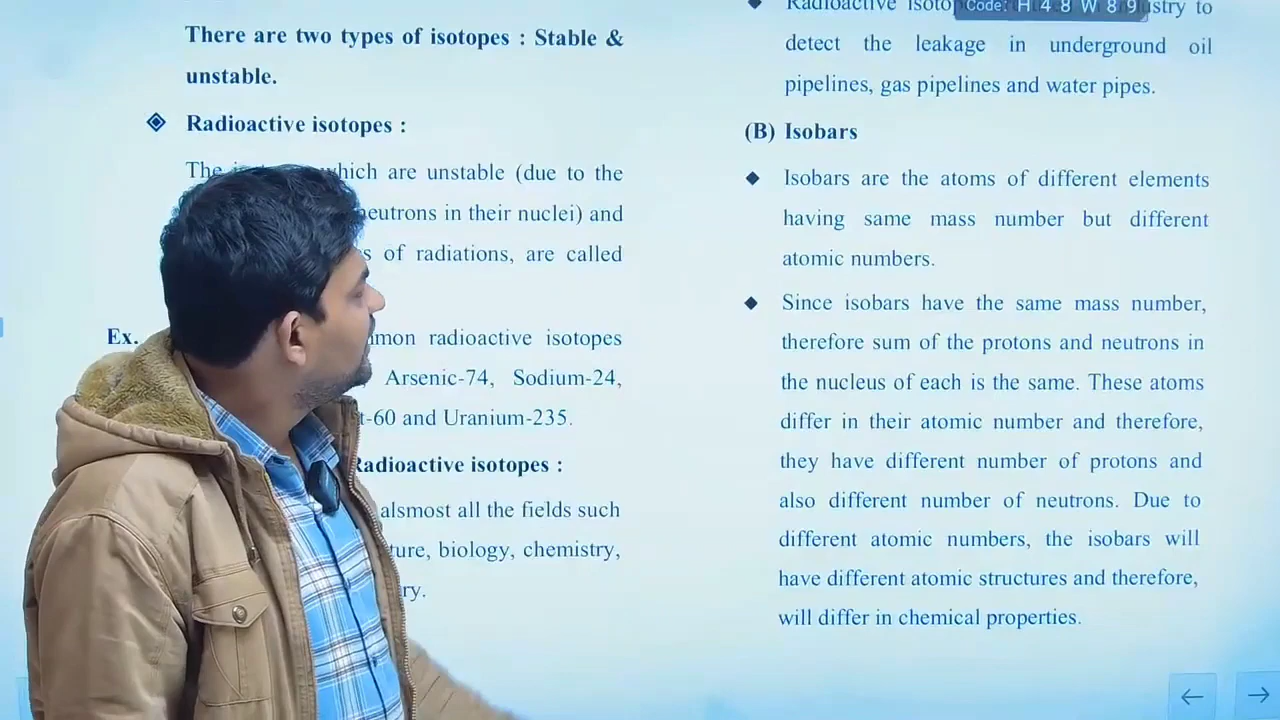 There are two types of isotopes : Stable &
unstable.
Radioactive isotopes :
The which are unstable (due to the
neutrons in their nuclei) and
of radiations, are called
Ex. radioactive isotopes
Arsenic-74, Sodium-24,
-60 and Uranium-235.
Radioactive isotopes :
alsmost all the fields such
biology, chemistry,
Radioactive to
Code: H 4 8 W 8 9
detect the leakage in underground oil
pipelines, gas pipelines and water pipes.
(B) Isobars
Isobars are the atoms of different elements
having same mass number but different
atomic numbers.
Since isobars have the same mass number,
therefore sum of the protons and neutrons in
the nucleus of each is the same. These atoms
differ in their atomic number and therefore,
they have different number of protons and
also different number of neutrons. Due to
different atomic numbers, the isobars will
have different atomic structures and therefore,
will differ in chemical properties.